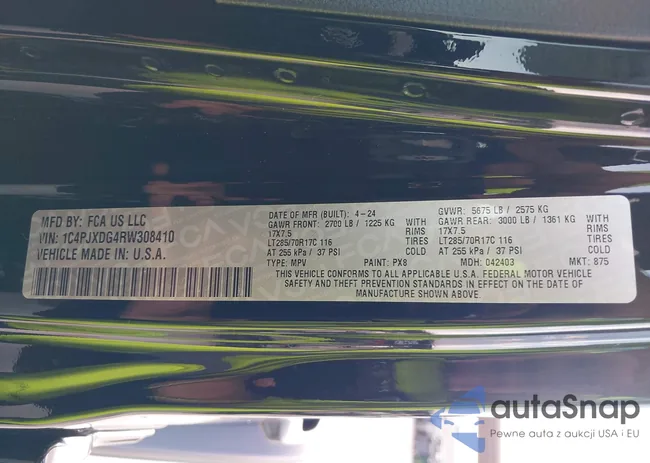 MFD BY: FCA US LLC
VIN: 1C4PJXDG4RW308410
VEHICLE MADE IN: U.S.A.
DATE OF MFR (BUILT): 4-24 GVWR: 5675 LB / 2575 KG
GAWR FRONT: 2700 LB / 1225 KG WITH GAWR REAR: 3000 LB / 1361 KG WITH
17X7.5 RIMS 17X7.5 RIMS
LT285/70R17C 116 TIRES LT285/70R17C 116 TIRES
AT 255 kPa / 37 PSI COLD AT 255 kPa / 37 PSI COLD
TYPE: MPV PAINT: PX8 MDH: 042403 MKT: 875
THIS VEHICLE CONFORMS TO ALL APPLICABLE U.S.A. FEDERAL MOTOR VEHICLE
SAFETY AND THEFT PREVENTION STANDARDS IN EFFECT ON THE DATE OF
MANUFACTURE SHOWN ABOVE.
autoSnap
Pewne auta z aukcji USA i EU